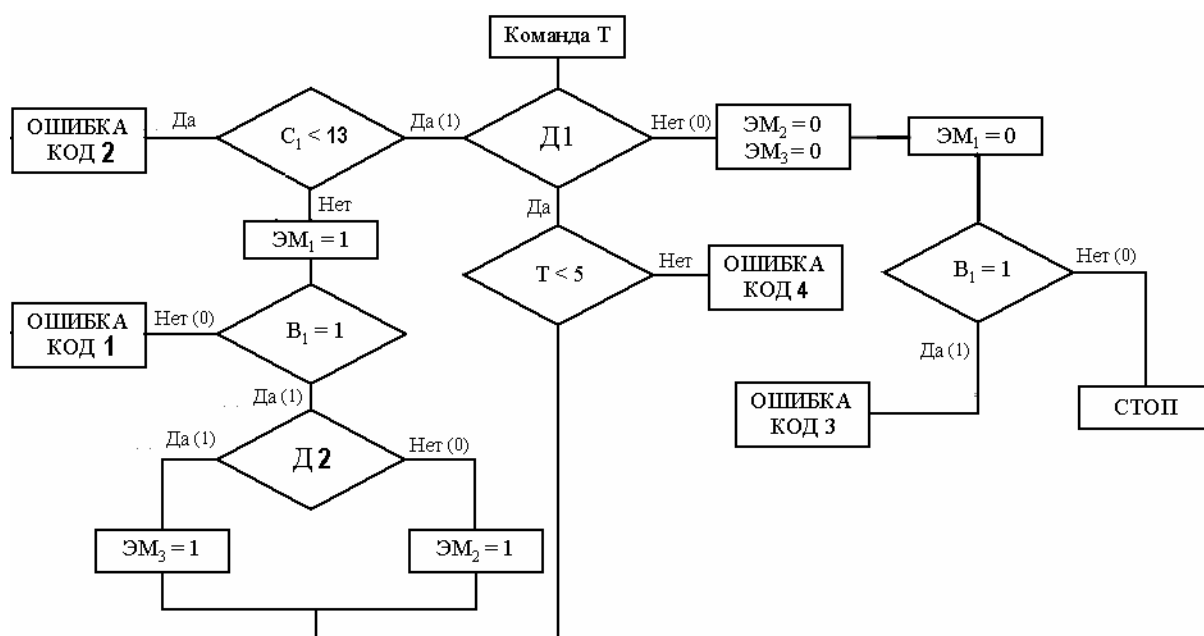 Команда Т
ОШИБКА
КОД 2
Да
С₁ < 13
Да (1)
Д1
Нет (0)
ЭМ₂ = 0
ЭМ₃ = 0
ЭМ₁ = 0
Нет
Да
ЭМ₁ = 1
Т < 5
Нет
ОШИБКА
КОД 4
В₁ = 1
Нет (0)
ОШИБКА
КОД 1
Нет (0)
В₁ = 1
Да (1)
Да (1)
ОШИБКА
КОД 3
СТОП
Да (1)
Д 2
Нет (0)
ЭМ₃ = 1
ЭМ₂ = 1